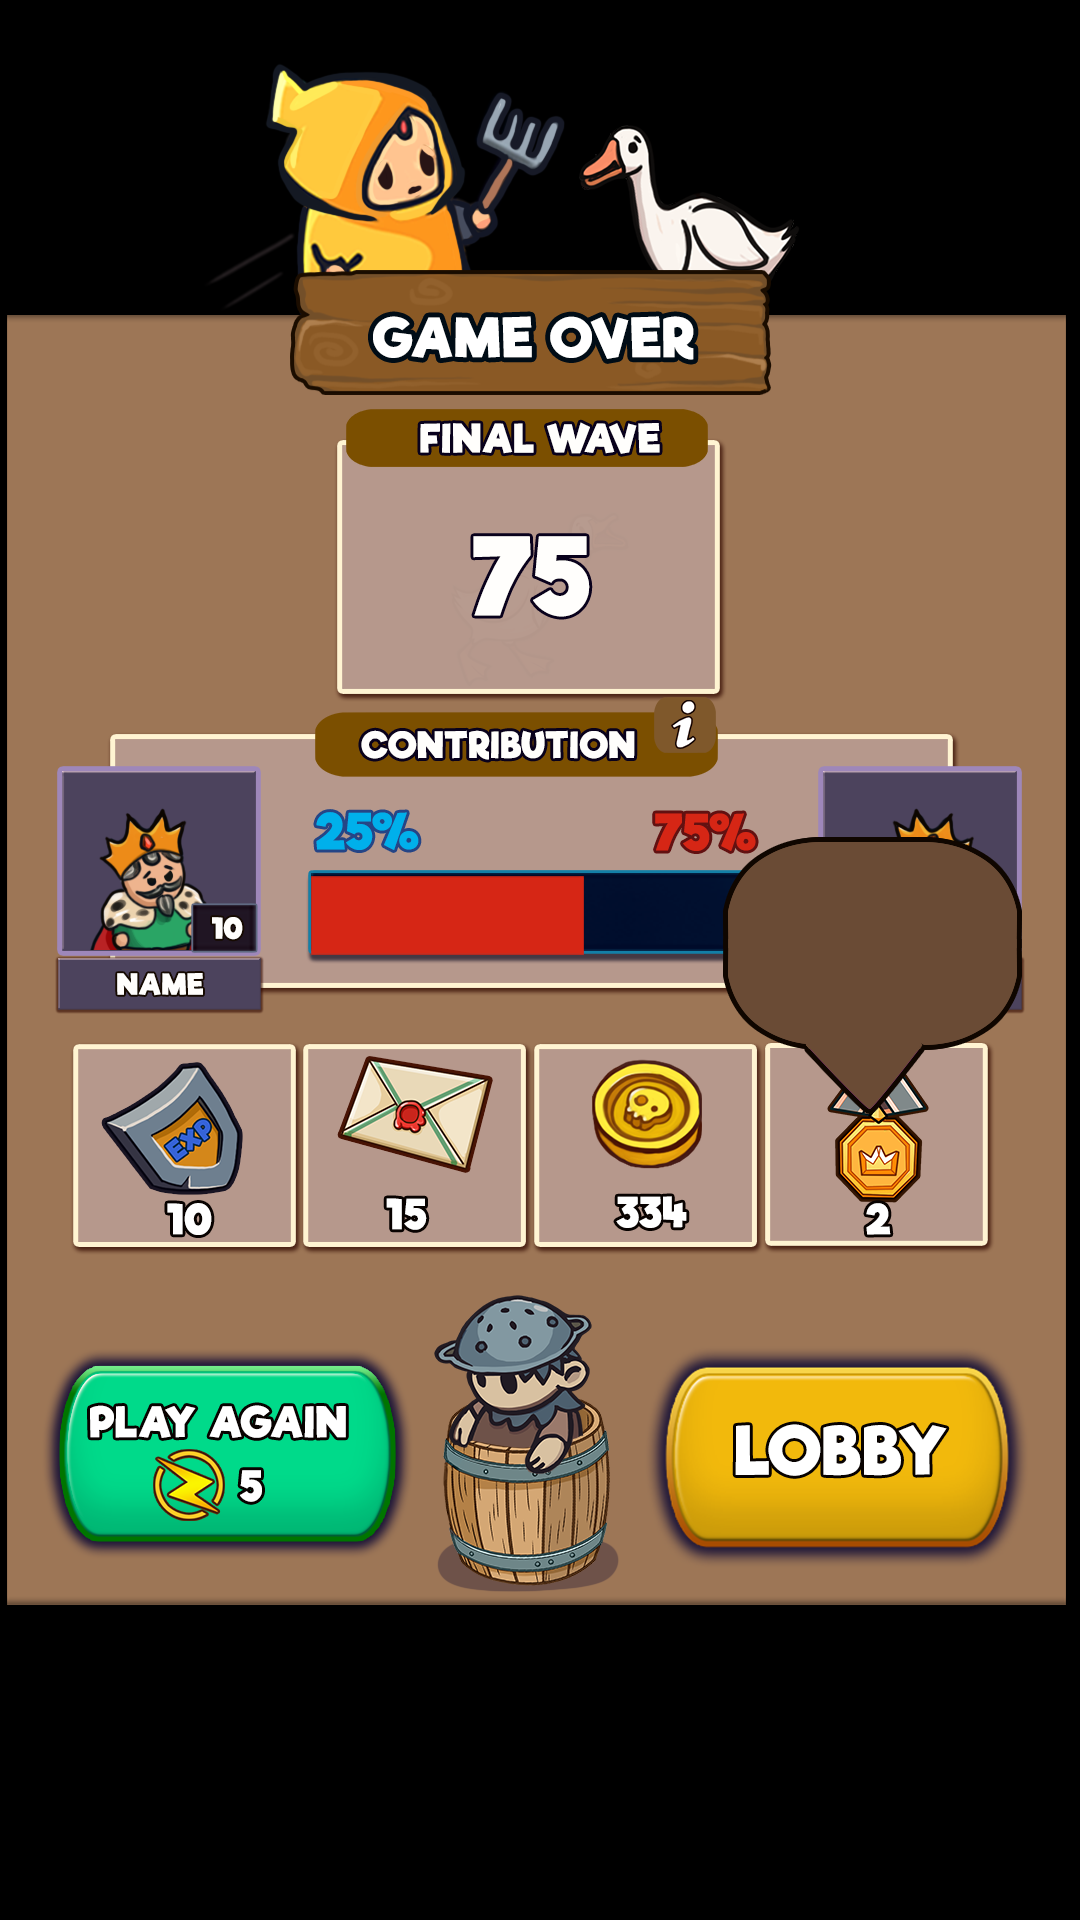 GAME OVER
FINAL WAVE
75
CONTRIBUTION i
25% 75%
10
NAME
EXP
10 15 334 2
PLAY AGAIN
5
LOBBY